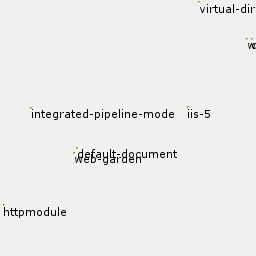 virtual-dir
integrated-pipeline-mode
iis-5
default-document
web-garden
httpmodule